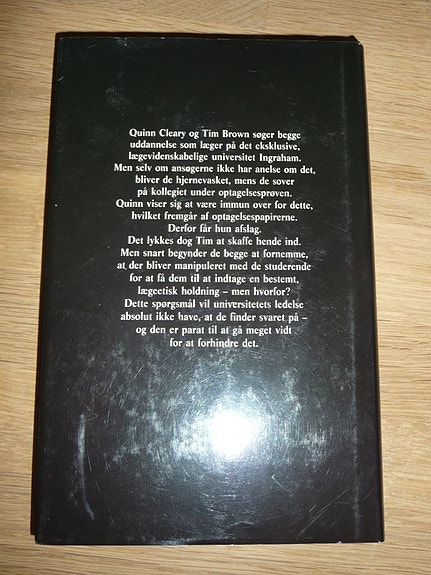 Quinn Cleary og Tim Brown søger begge
uddannelse som læger på det eksklusive,
lægevidenskabelige universitet Ingraham.
Men selv om ansøgerne ikke har anelse om det,
bliver de hjernevasket, mens de sover
på kollegiet under optagelsesprøven.
Quinn viser sig at være immun over for dette,
hvilket fremgår af optagelsespapirerne.
Derfor får hun afslag.
Det lykkes dog Tim at skaffe hende ind.
Men snart begynder de begge at fornemme,
at der bliver manipuleret med de studerende
for at få dem til at indtage en bestemt,
lægeetisk holdning – men hvorfor?
Dette spørgsmål vil universitetets ledelse
absolut ikke have, at de finder svaret på –
og den er parat til at gå meget vidt
for at forhindre det.